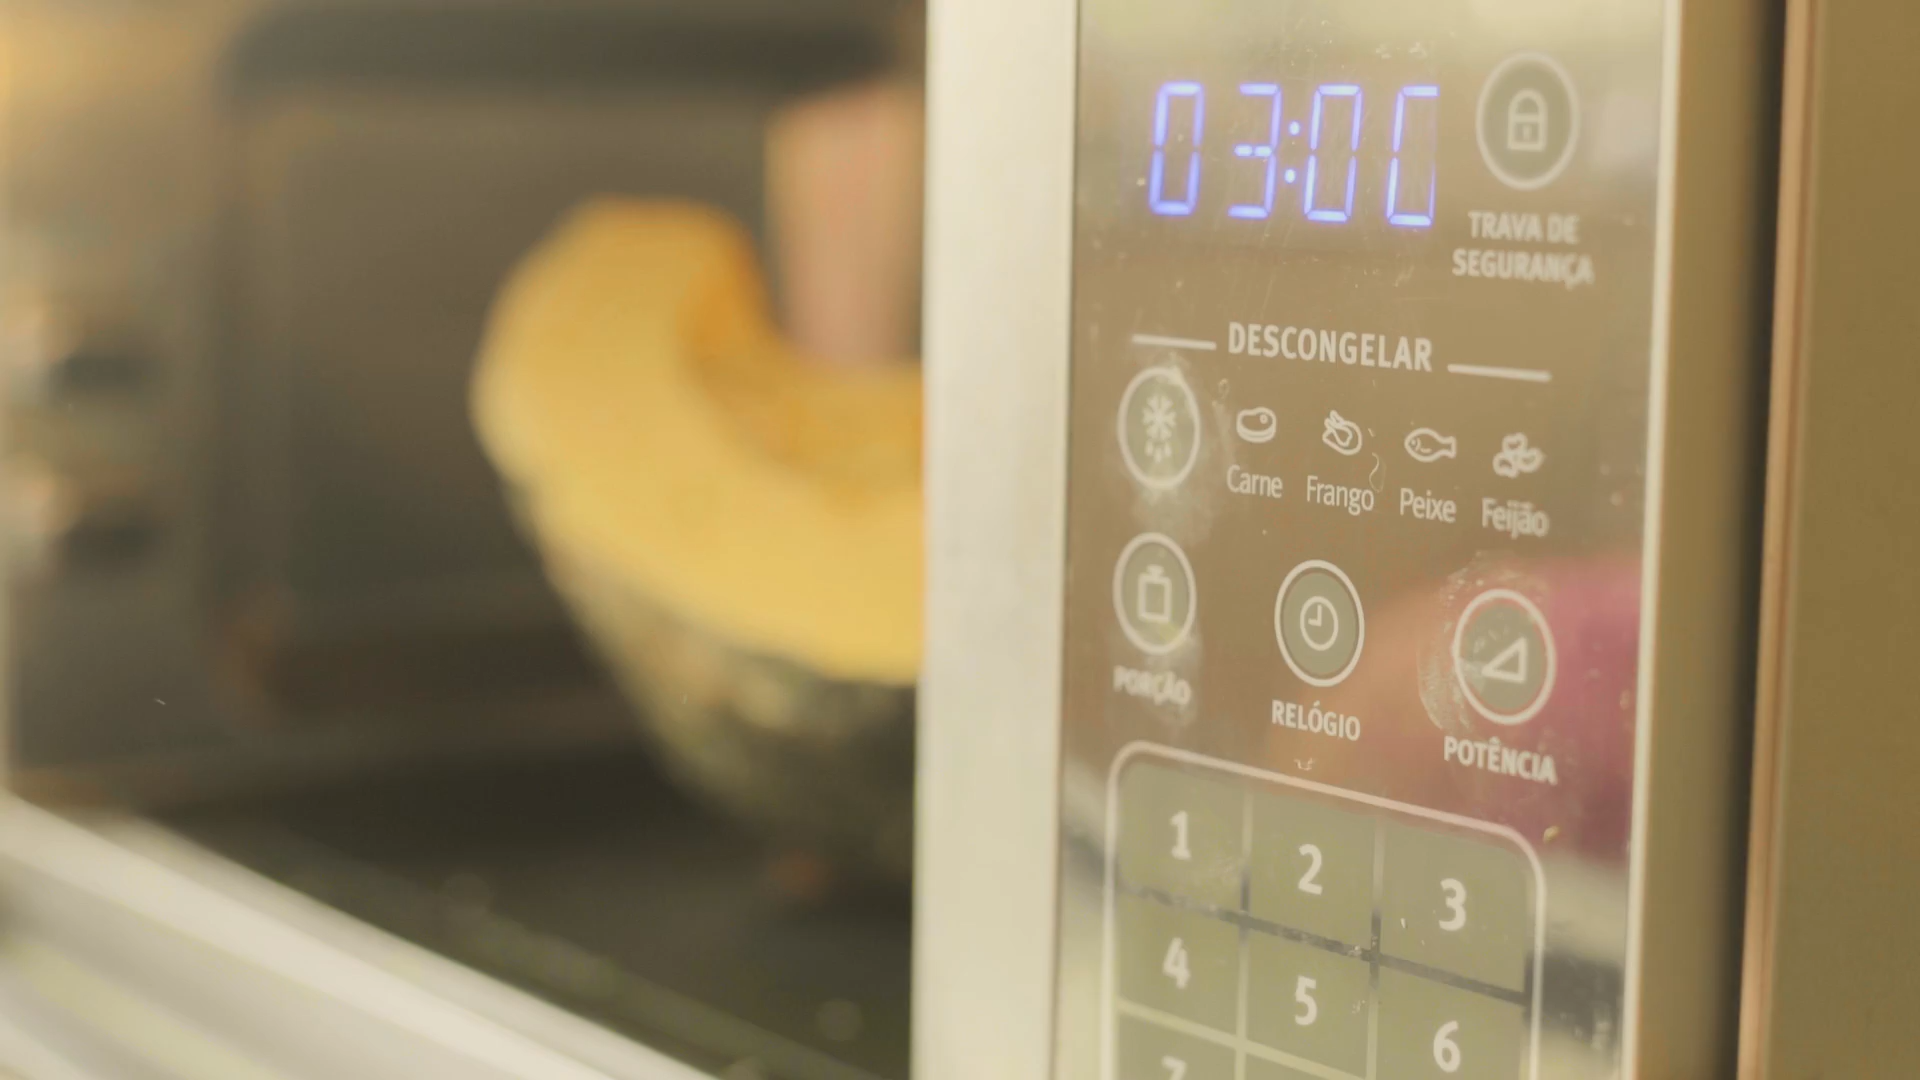 03:00
TRAVA DE
SEGURANÇA
DESCONGELAR
Carne Frango Peixe Feijão
PORÇÃO RELÓGIO POTÊNCIA
1 2 3
4 5 6
7